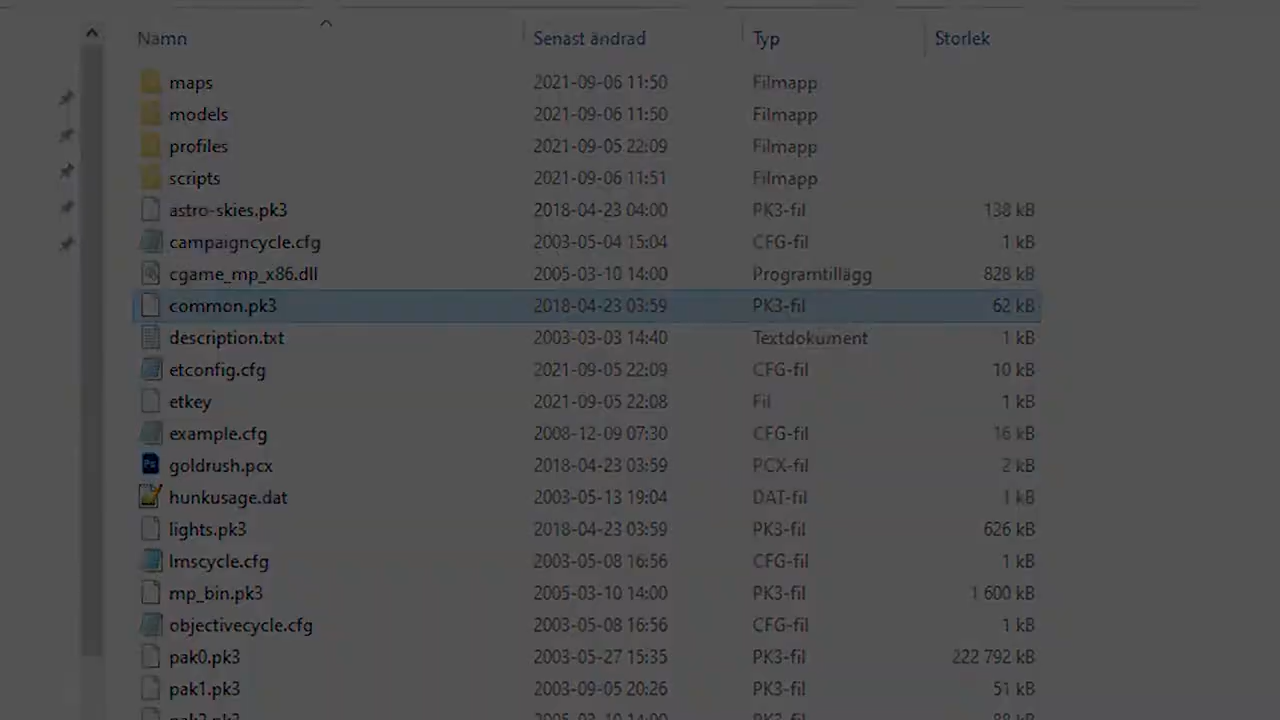 Namn Senast ändrad Typ Storlek
maps 2021-09-06 11:50 Filmapp
models 2021-09-06 11:50 Filmapp
profiles 2021-09-05 22:09 Filmapp
scripts 2021-09-06 11:51 Filmapp
astro-skies.pk3 2018-04-23 04:00 PK3-fil 138 kB
campaigncycle.cfg 2003-05-04 15:04 CFG-fil 1 kB
cgame_mp_x86.dll 2005-03-10 14:00 Programtillägg 828 kB
common.pk3 2018-04-23 03:59 PK3-fil 62 kB
description.txt 2003-03-03 14:40 Textdokument 1 kB
etconfig.cfg 2021-09-05 22:09 CFG-fil 10 kB
etkey 2021-09-05 22:08 Fil 1 kB
example.cfg 2008-12-09 07:30 CFG-fil 16 kB
goldrush.pcx 2018-04-23 03:59 PCX-fil 2 kB
hunkusage.dat 2003-05-13 19:04 DAT-fil 1 kB
lights.pk3 2018-04-23 03:59 PK3-fil 626 kB
lmscycle.cfg 2003-05-08 16:56 CFG-fil 1 kB
mp_bin.pk3 2005-03-10 14:00 PK3-fil 1 600 kB
objectivecycle.cfg 2003-05-08 16:56 CFG-fil 1 kB
pak0.pk3 2003-05-27 15:35 PK3-fil 222 792 kB
pak1.pk3 2003-09-05 20:26 PK3-fil 51 kB